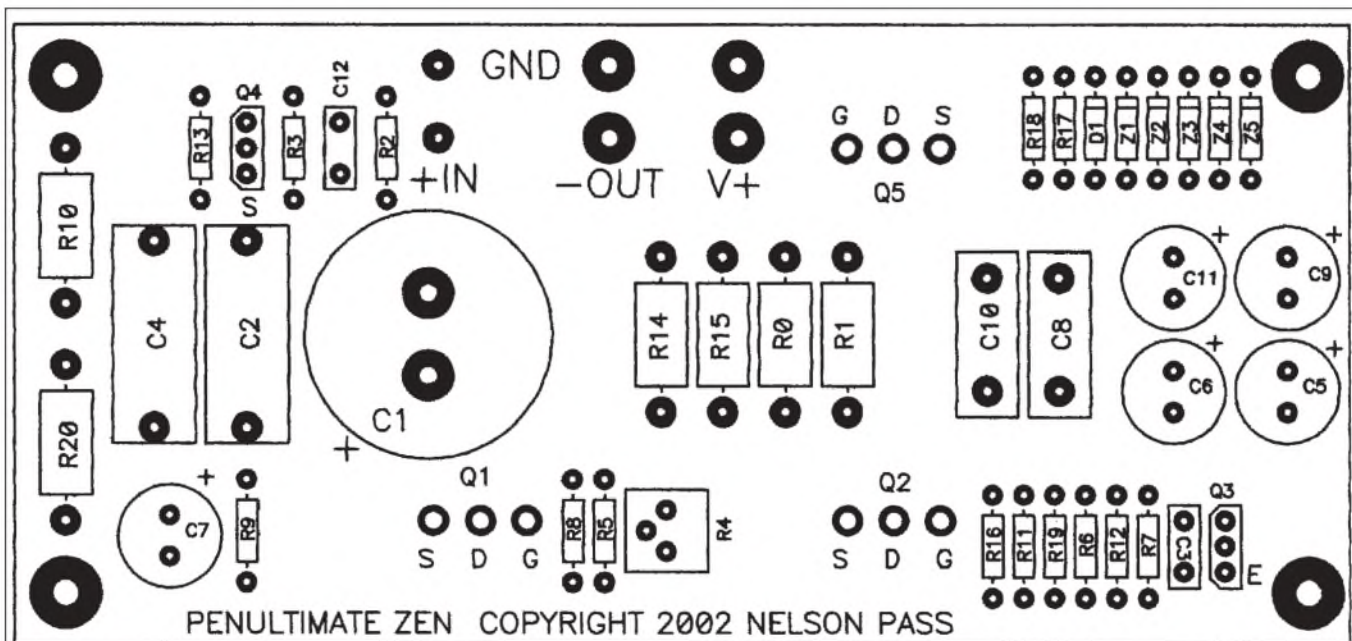 GND
C12
Q4
R13
R3
R2
+IN
-OUT
V+
S
G D S
Q5
R18 R17 D1 Z1 Z2 Z3 Z4 Z5
R10
C4
C2
C1
+
R14 R15 R0 R1
C10 C8
+
C11
+
C9
+
C6
+
C5
R20
+
C7
R9
Q1
S D G
R8 R5
R4
Q2
S D G
R16 R11 R19 R6 R12 R7 C3
Q3
E
PENULTIMATE ZEN COPYRIGHT 2002 NELSON PASS